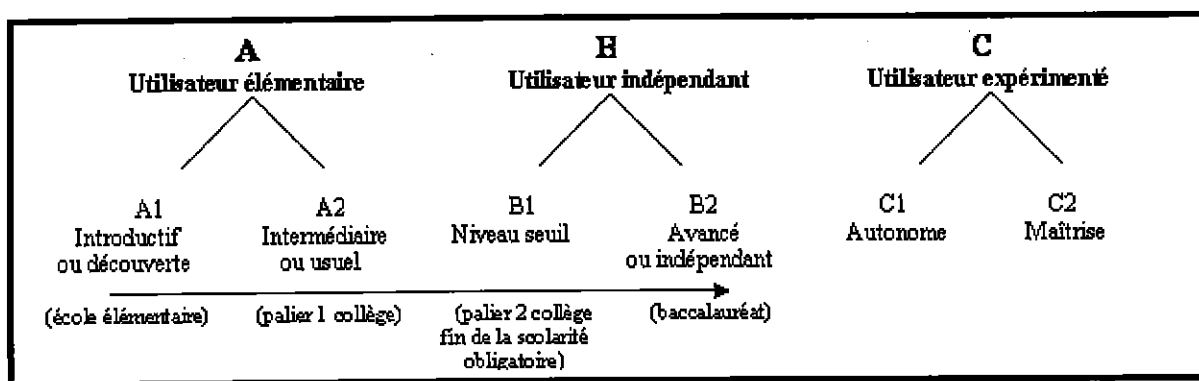 A
Utilisateur élémentaire
B
Utilisateur indépendant
C
Utilisateur expérimenté
A1
Introductif
ou découverte
A2
Intermédiaire
ou usuel
B1
Niveau seuil
B2
Avancé
ou indépendant
C1
Autonome
C2
Maîtrise
(école élémentaire)
(palier 1 collège)
(palier 2 collège
fin de la scolarité
obligatoire)
(baccalauréat)